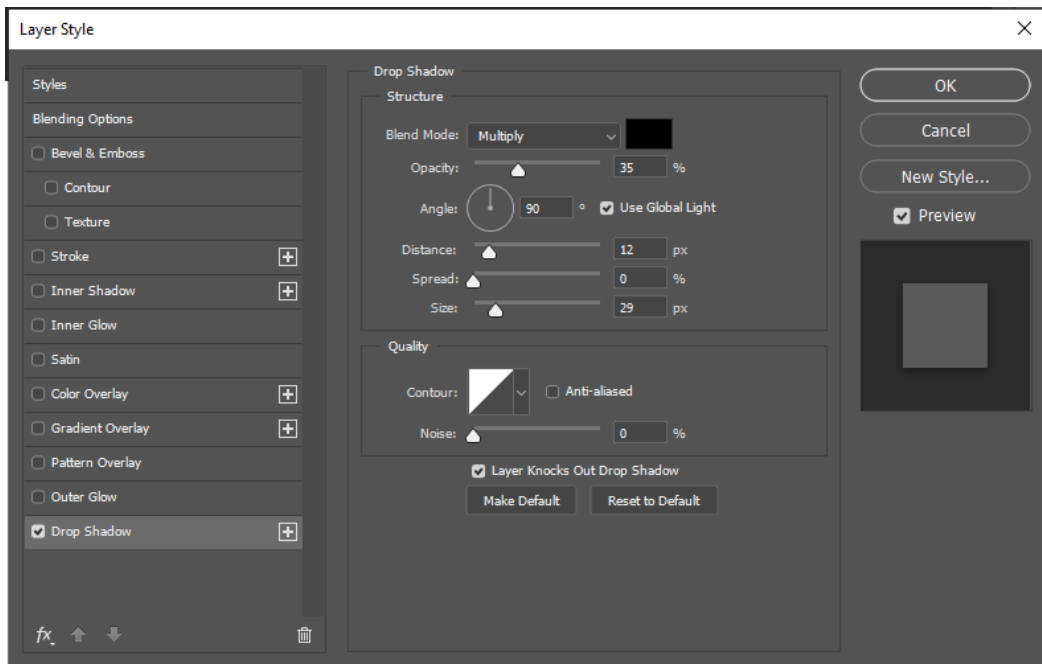 Layer Style
Styles
Blending Options
Bevel & Emboss
Contour
Texture
Stroke
Inner Shadow
Inner Glow
Satin
Color Overlay
Gradient Overlay
Pattern Overlay
Outer Glow
Drop Shadow
fx
Drop Shadow
Structure
Blend Mode: Multiply
Opacity: 35 %
Angle: 90 ° Use Global Light
Distance: 12 px
Spread: 0 %
Size: 29 px
Quality
Contour: Anti-aliased
Noise: 0 %
Layer Knocks Out Drop Shadow
Make Default Reset to Default
OK
Cancel
New Style...
Preview